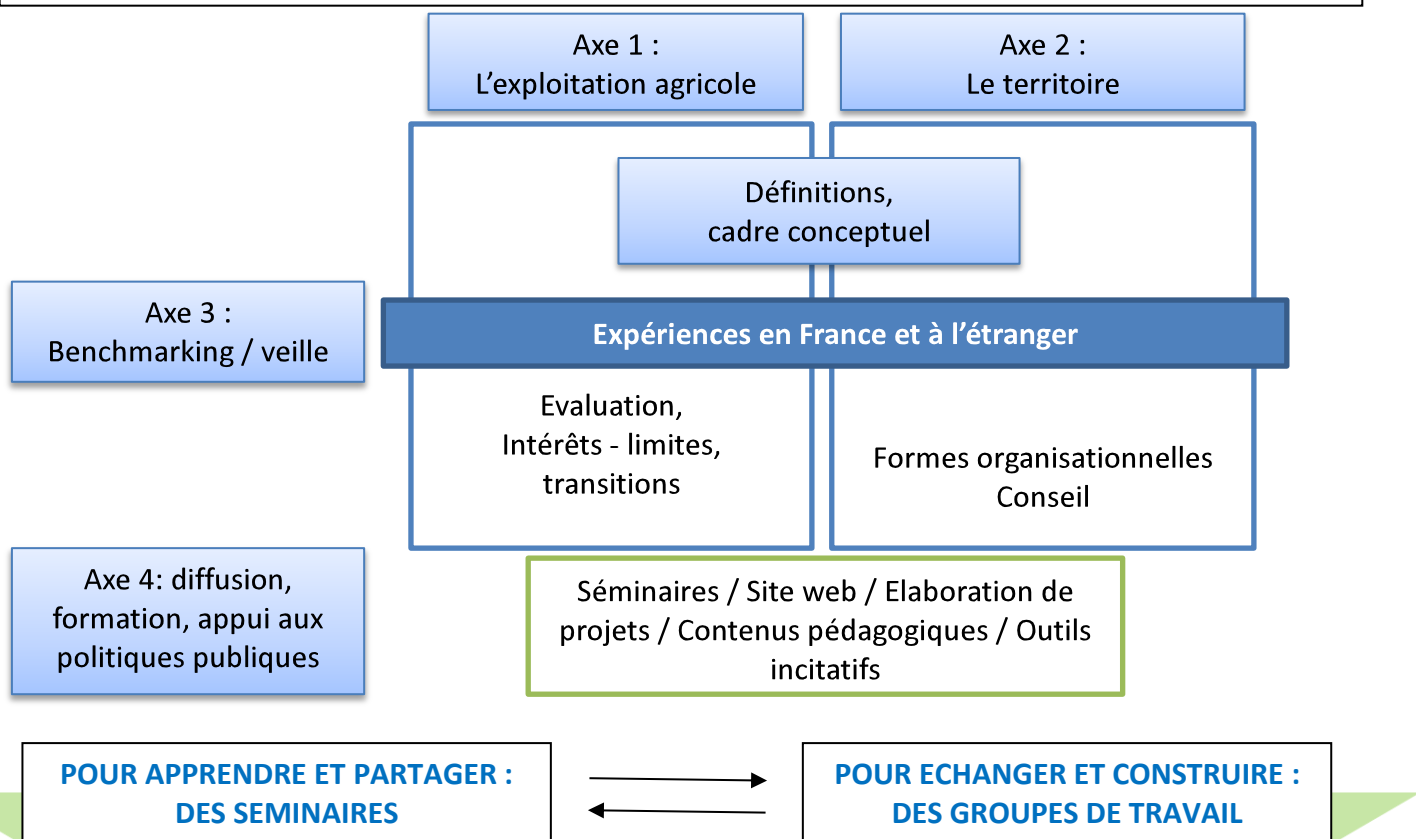 Axe 1 :
L’exploitation agricole
Axe 2 :
Le territoire
Définitions,
cadre conceptuel
Axe 3 :
Benchmarking / veille
Expériences en France et à l’étranger
Evaluation,
Intérêts - limites,
transitions
Formes organisationnelles
Conseil
Axe 4: diffusion,
formation, appui aux
politiques publiques
Séminaires / Site web / Elaboration de
projets / Contenus pédagogiques / Outils
incitatifs
POUR APPRENDRE ET PARTAGER :
DES SEMINAIRES
POUR ECHANGER ET CONSTRUIRE :
DES GROUPES DE TRAVAIL